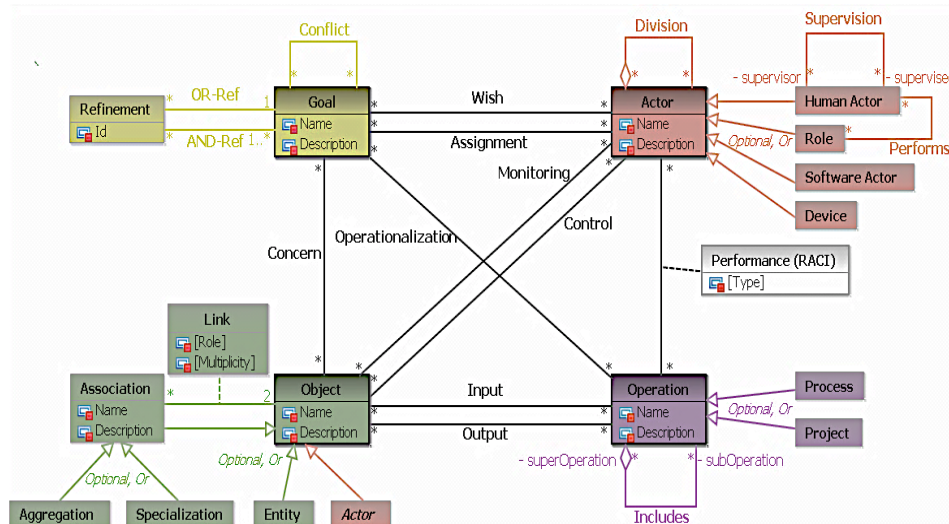 Conflict
Division
Supervision
* *
* *
* *
- supervisor
- supervise
Refinement
Id
* OR-Ref 1
* AND-Ref 1..*
Goal
Name
Description
* Wish *
* Assignment *
Actor
Name
Description
Human Actor
*
Role
*
Optional, Or
Performs
Software Actor
Device
Monitoring
Control
* *
* *
*
Concern
Operationalization
Performance (RACI)
[Type]
Link
[Role]
[Multiplicity]
* *
* *
* *
Association
Name
Description
* 2
Object
Name
Description
* Input *
* Output *
Operation
Name
Description
Process
Optional, Or
Project
Optional, Or
Optional, Or
- superOperation * * - subOperation
Includes
Aggregation
Specialization
Entity
Actor